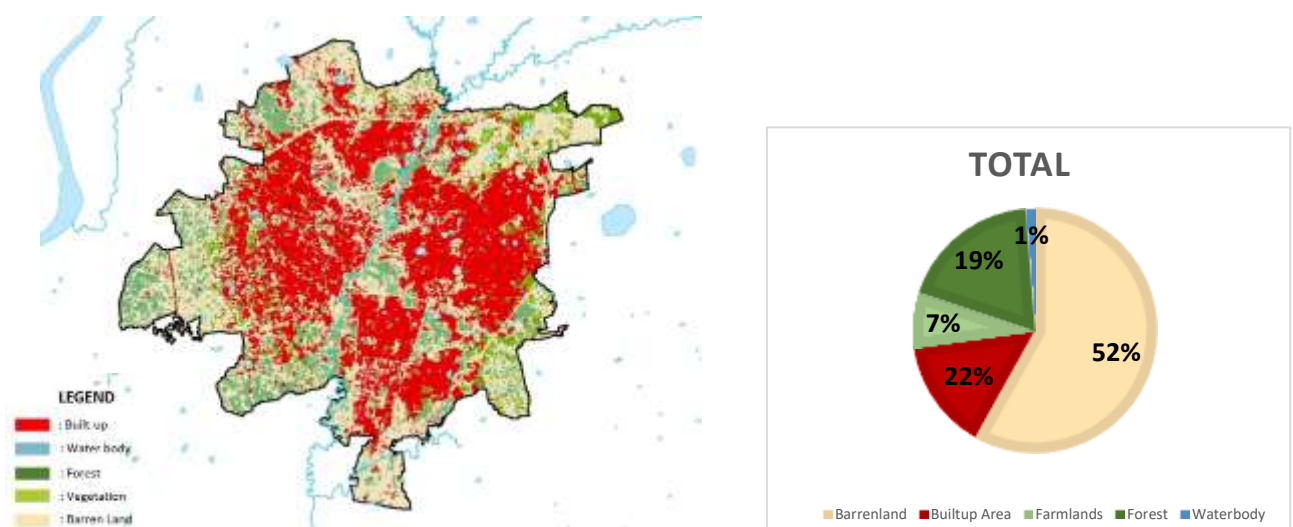 LEGEND
: Built up
: Water body
: Forest
: Vegetation
: Barren Land
TOTAL
1%
19%
7%
52%
22%
Barrenland Builtup Area Farmlands Forest Waterbody